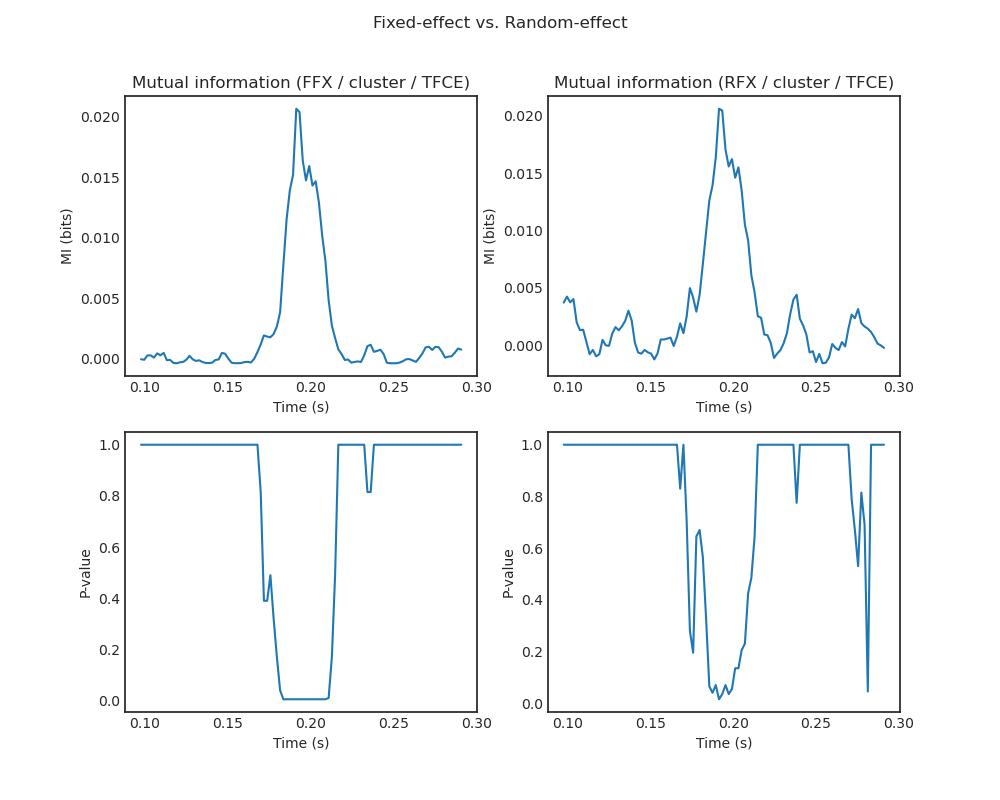 Fixed-effect vs. Random-effect
Mutual information (FFX / cluster / TFCE)
MI (bits)
0.020
0.015
0.010
0.005
0.000
0.10 0.15 0.20 0.25 0.30
Time (s)
Mutual information (RFX / cluster / TFCE)
MI (bits)
0.020
0.015
0.010
0.005
0.000
0.10 0.15 0.20 0.25 0.30
Time (s)
P-value
1.0
0.8
0.6
0.4
0.2
0.0
0.10 0.15 0.20 0.25 0.30
Time (s)
P-value
1.0
0.8
0.6
0.4
0.2
0.0
0.10 0.15 0.20 0.25 0.30
Time (s)